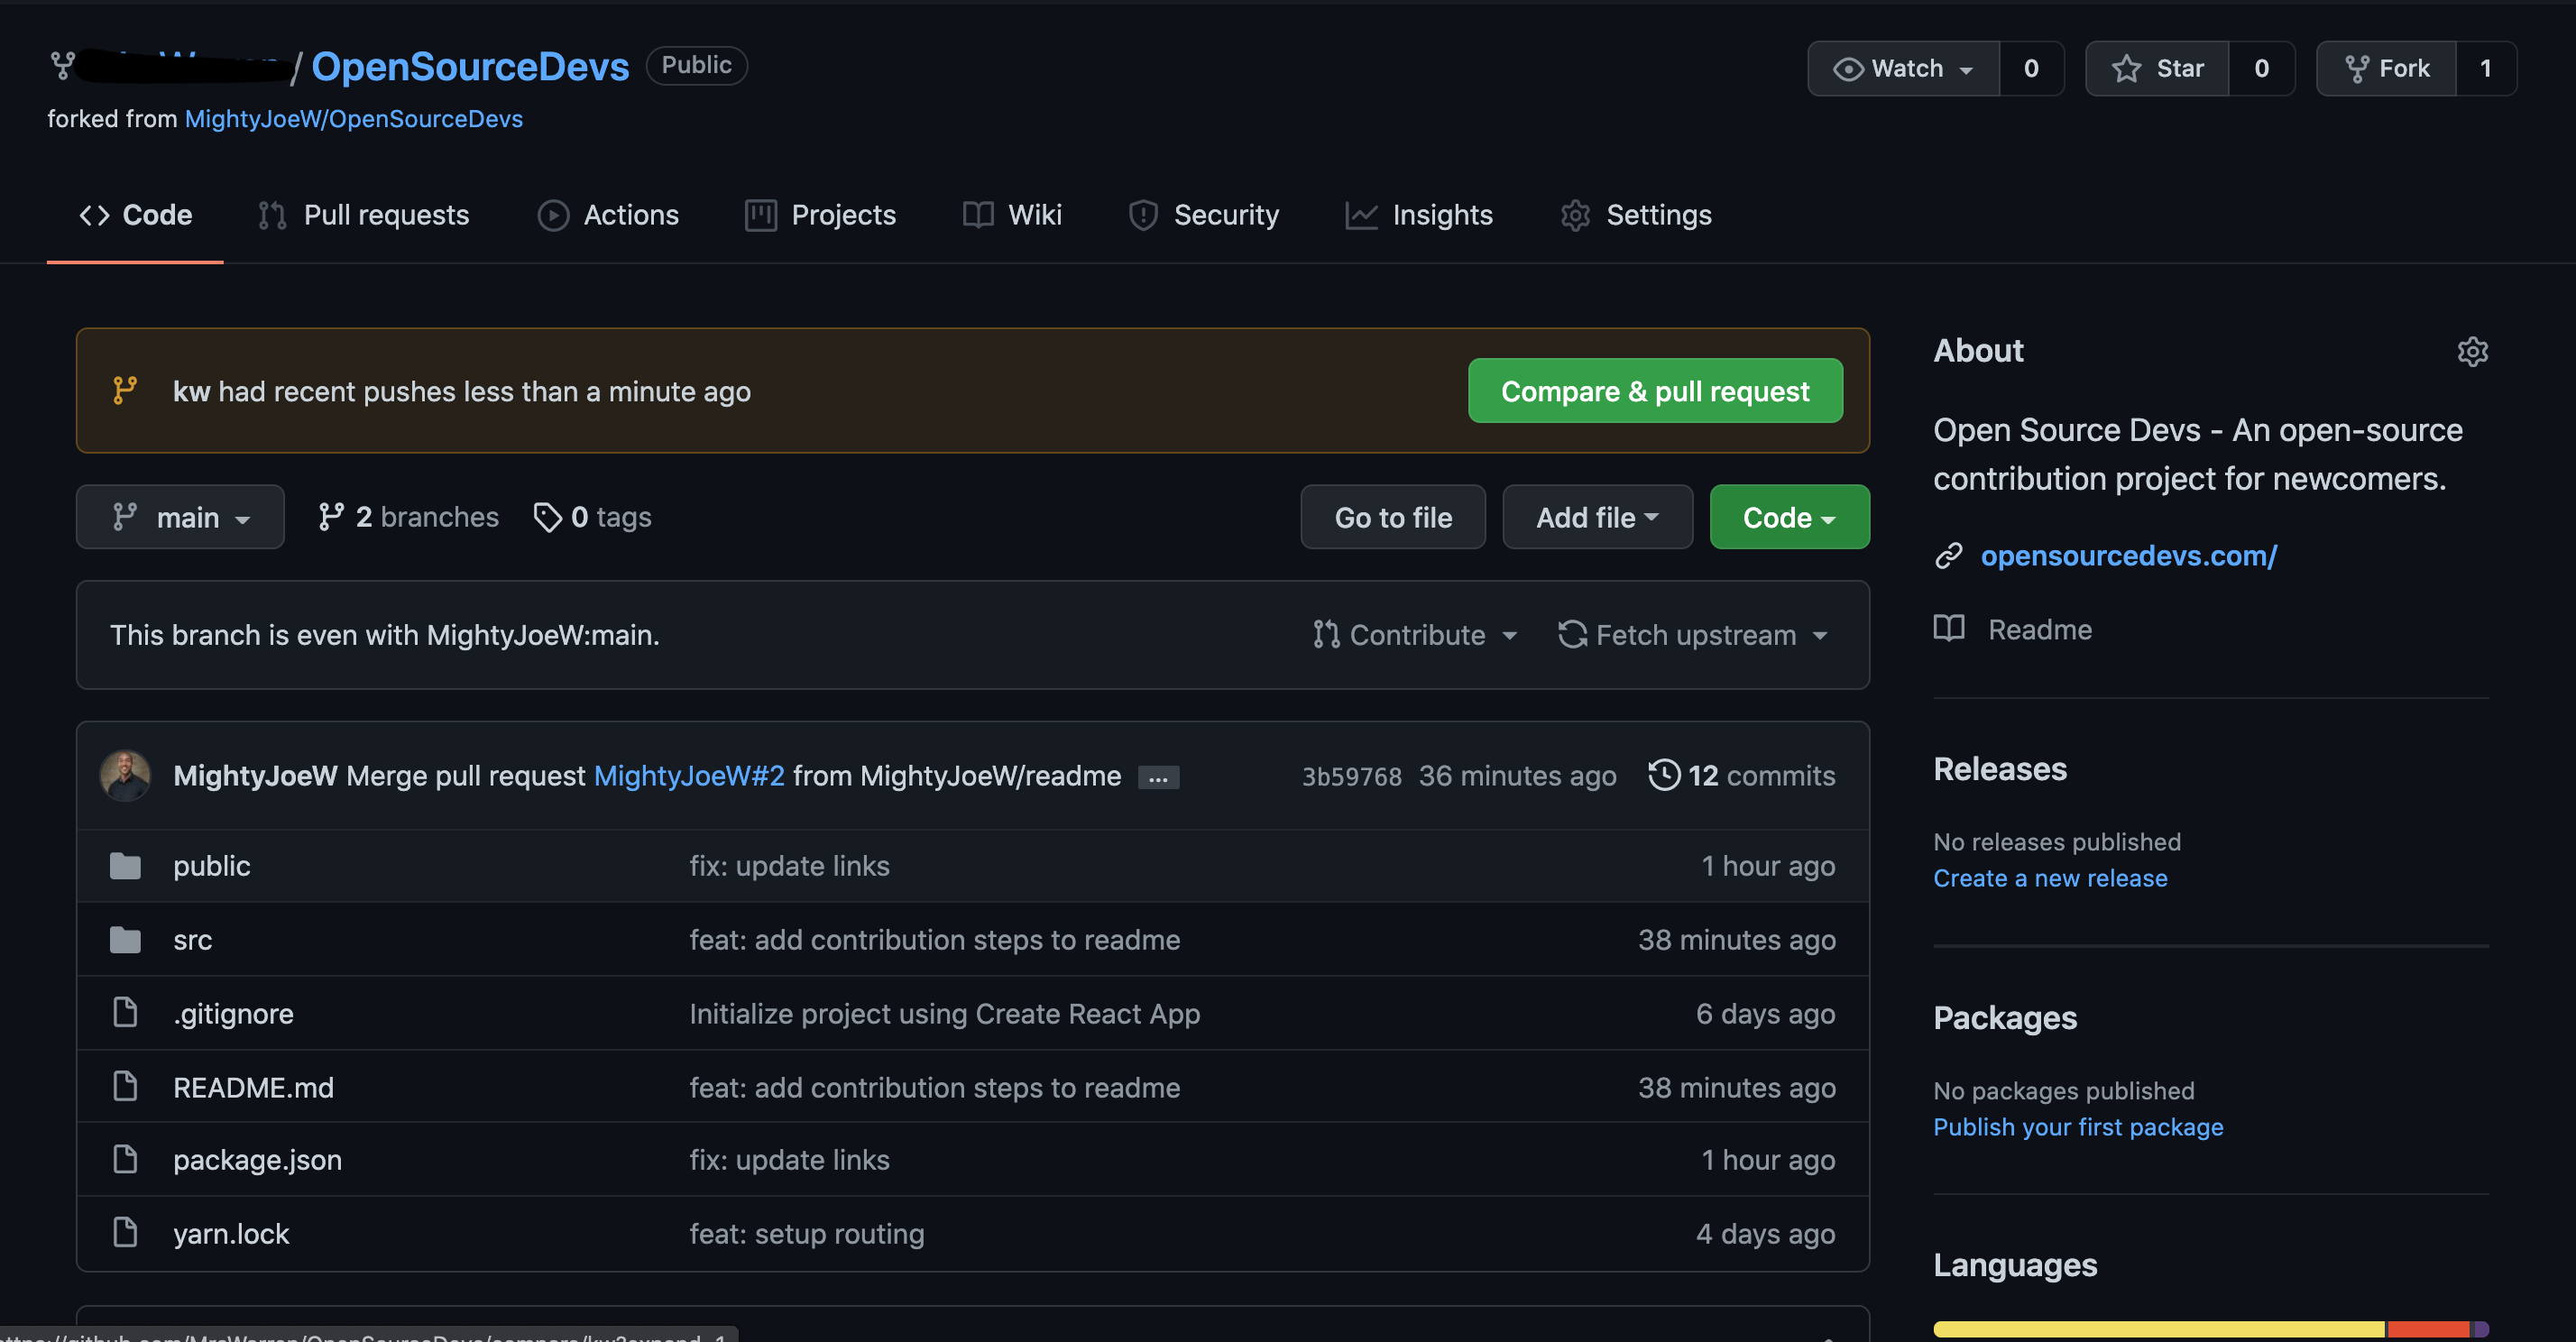 / OpenSourceDevs Public
Watch 0 Star 0 Fork 1
forked from MightyJoeW/OpenSourceDevs
Code Pull requests Actions Projects Wiki Security Insights Settings
kw had recent pushes less than a minute ago
Compare & pull request
main 2 branches 0 tags
Go to file Add file Code
This branch is even with MightyJoeW:main.
Contribute Fetch upstream
MightyJoeW Merge pull request MightyJoeW#2 from MightyJoeW/readme ... 3b59768 36 minutes ago 12 commits
public fix: update links 1 hour ago
src feat: add contribution steps to readme 38 minutes ago
.gitignore Initialize project using Create React App 6 days ago
README.md feat: add contribution steps to readme 38 minutes ago
package.json fix: update links 1 hour ago
yarn.lock feat: setup routing 4 days ago
About
Open Source Devs - An open-source
contribution project for newcomers.
opensourcedevs.com/
Readme
Releases
No releases published
Create a new release
Packages
No packages published
Publish your first package
Languages